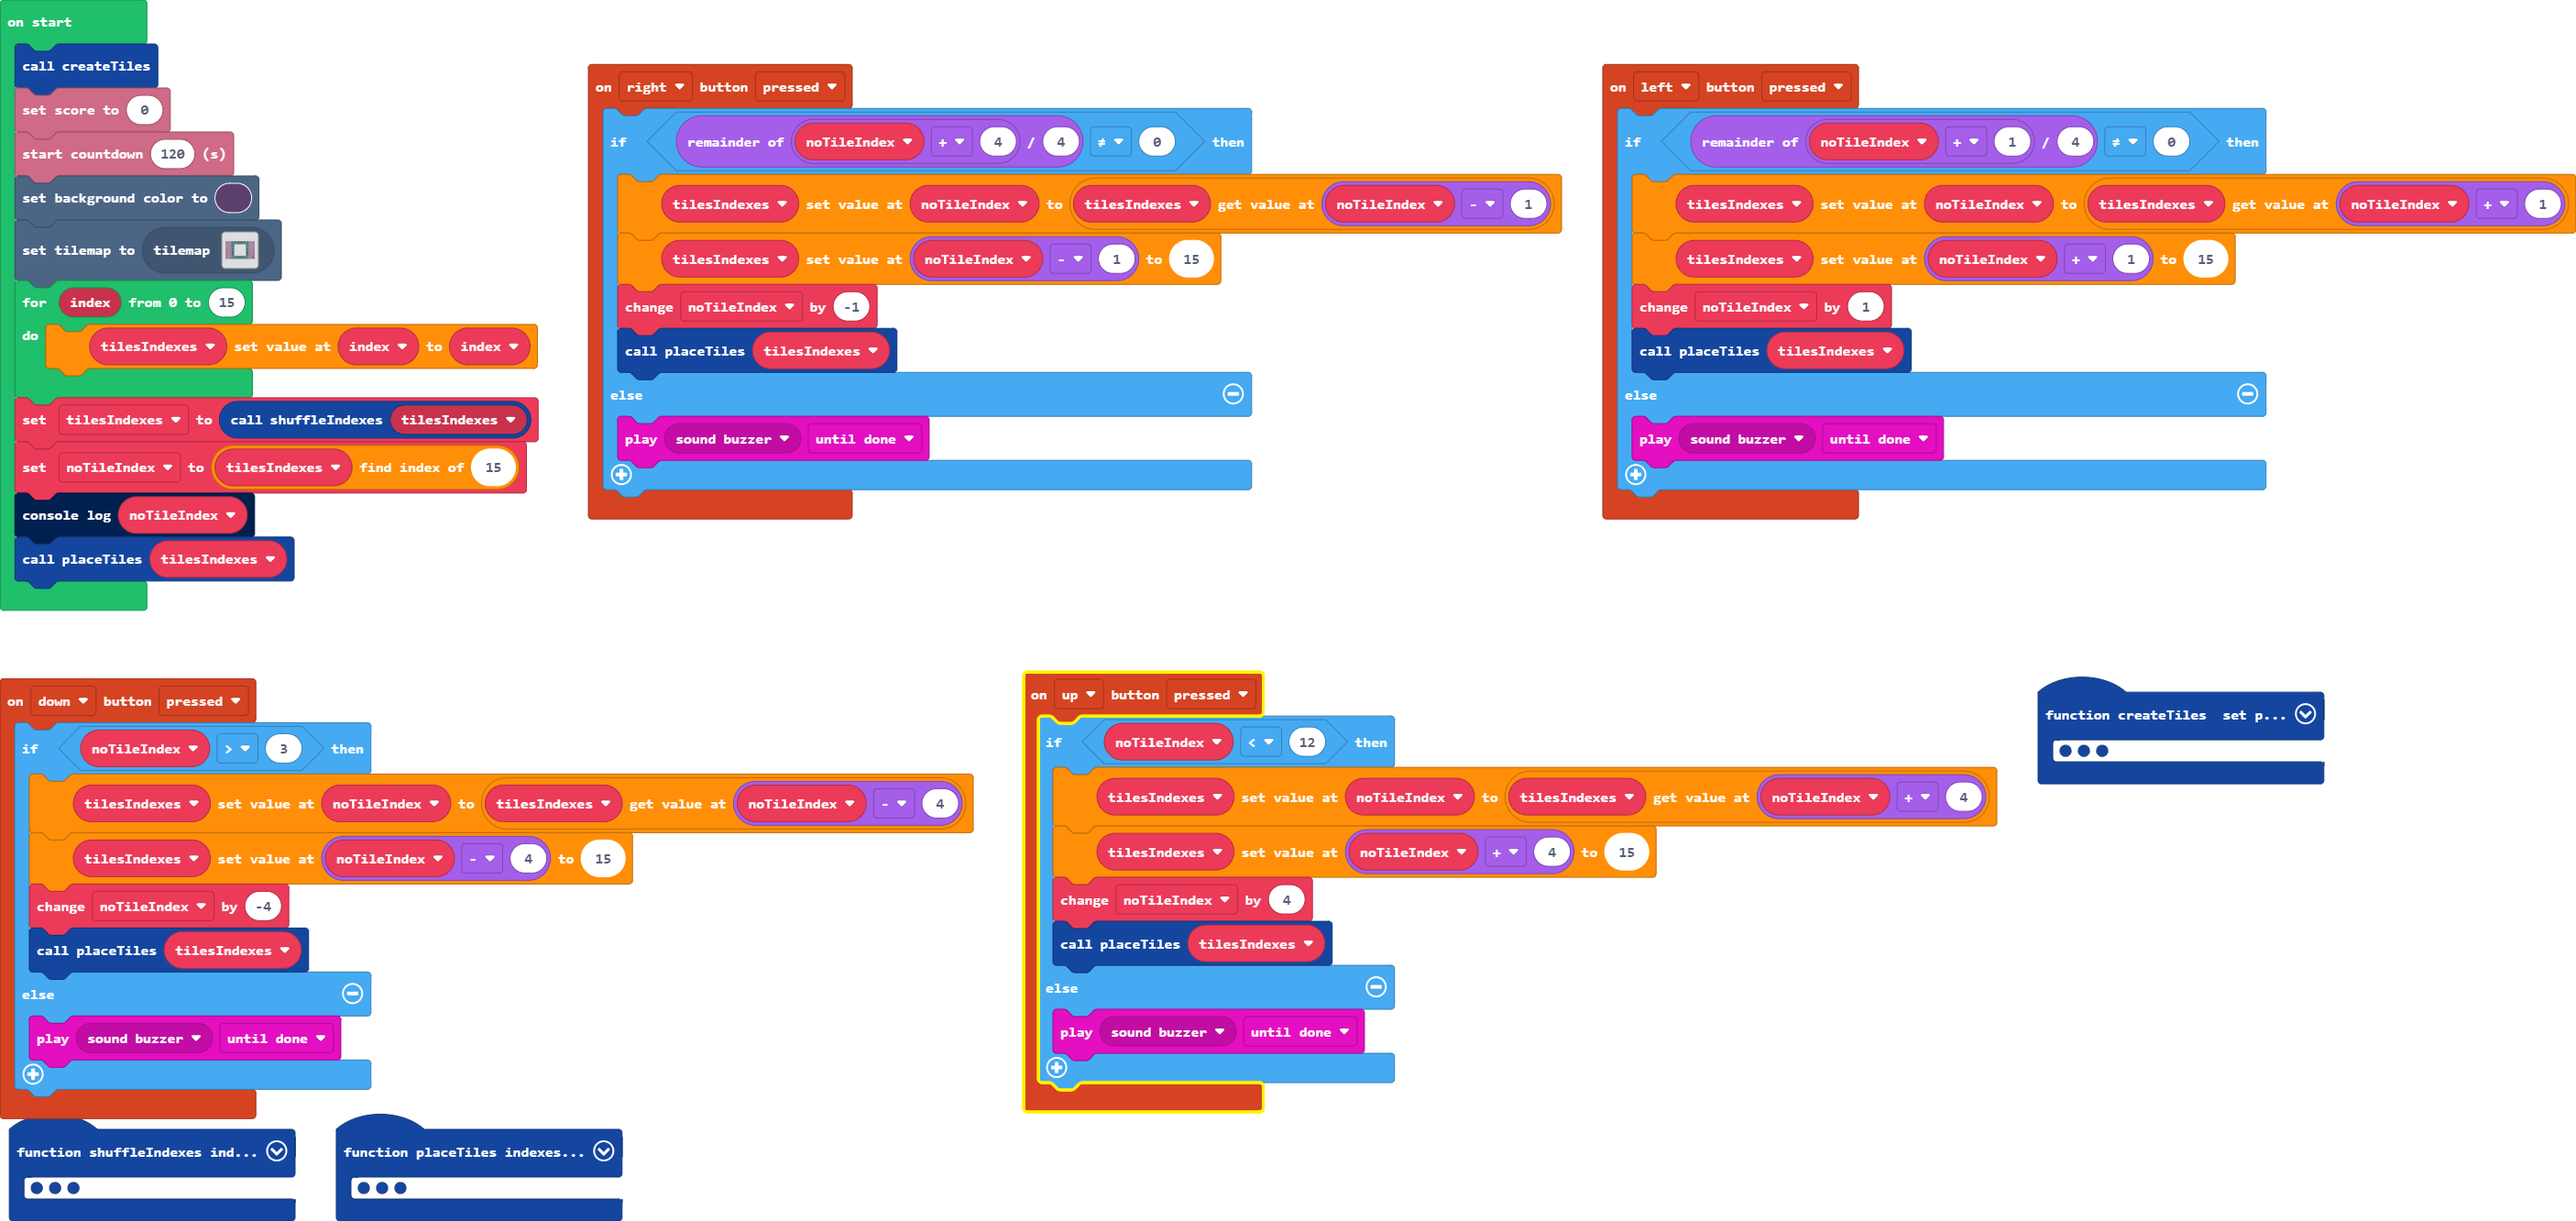 on start
call createTiles
set score to 0
start countdown 120 (s)
set background color to
set tilemap to tilemap
for index from 0 to 15
do tilesIndexes set value at index to index
set tilesIndexes to call shuffleIndexes tilesIndexes
set noTileIndex to tilesIndexes find index of 15
console log noTileIndex
call placeTiles tilesIndexes
on right button pressed
if remainder of noTileIndex + 4 / 4 ≠ 0 then
tilesIndexes set value at noTileIndex to tilesIndexes get value at noTileIndex - 1
tilesIndexes set value at noTileIndex - 1 to 15
change noTileIndex by -1
call placeTiles tilesIndexes
else
play sound buzzer until done
on left button pressed
if remainder of noTileIndex + 1 / 4 ≠ 0 then
tilesIndexes set value at noTileIndex to tilesIndexes get value at noTileIndex + 1
tilesIndexes set value at noTileIndex + 1 to 15
change noTileIndex by 1
call placeTiles tilesIndexes
else
play sound buzzer until done
on down button pressed
if noTileIndex > 3 then
tilesIndexes set value at noTileIndex to tilesIndexes get value at noTileIndex - 4
tilesIndexes set value at noTileIndex - 4 to 15
change noTileIndex by -4
call placeTiles tilesIndexes
else
play sound buzzer until done
on up button pressed
if noTileIndex < 12 then
tilesIndexes set value at noTileIndex to tilesIndexes get value at noTileIndex + 4
tilesIndexes set value at noTileIndex + 4 to 15
change noTileIndex by 4
call placeTiles tilesIndexes
else
play sound buzzer until done
function createTiles set p...
function shuffleIndexes ind...
function placeTiles indexes...